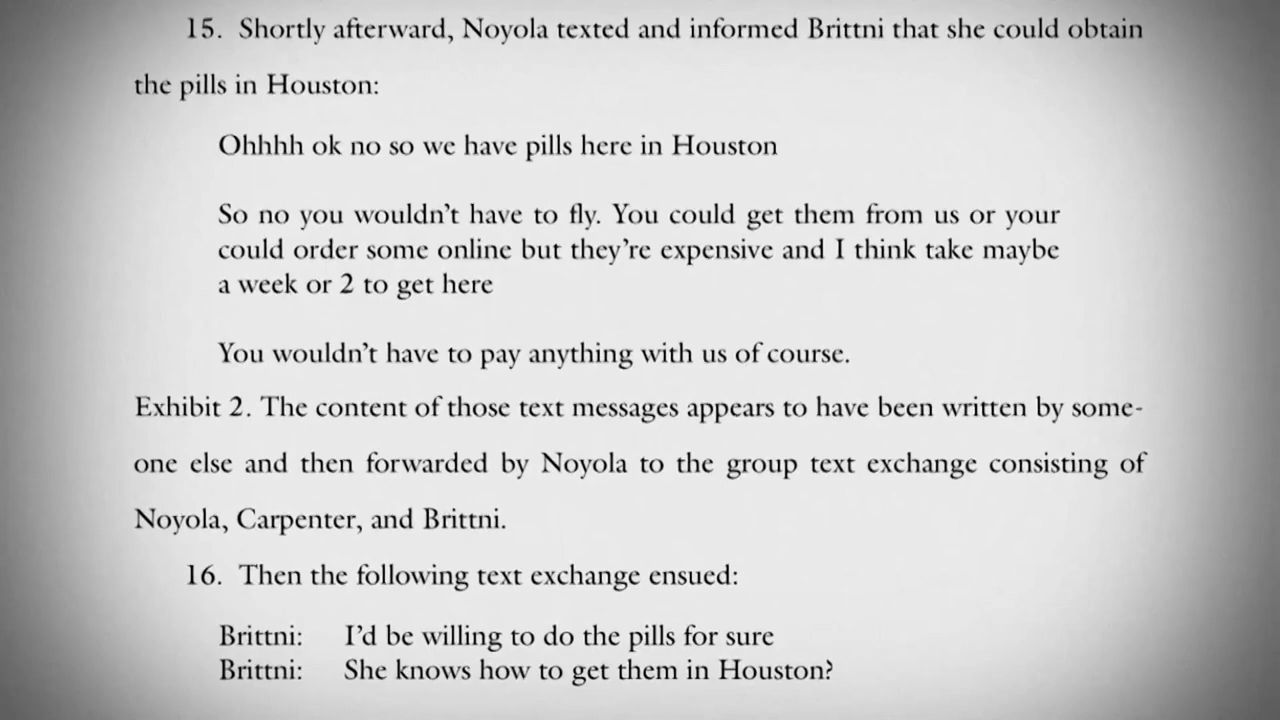 15. Shortly afterward, Noyola texted and informed Brittni that she could obtain
the pills in Houston:
Ohhhh ok no so we have pills here in Houston
So no you wouldn't have to fly. You could get them from us or your
could order some online but they're expensive and I think take maybe
a week or 2 to get here
You wouldn't have to pay anything with us of course.
Exhibit 2. The content of those text messages appears to have been written by some-
one else and then forwarded by Noyola to the group text exchange consisting of
Noyola, Carpenter, and Brittni.
16. Then the following text exchange ensued:
Brittni: I'd be willing to do the pills for sure
Brittni: She knows how to get them in Houston?